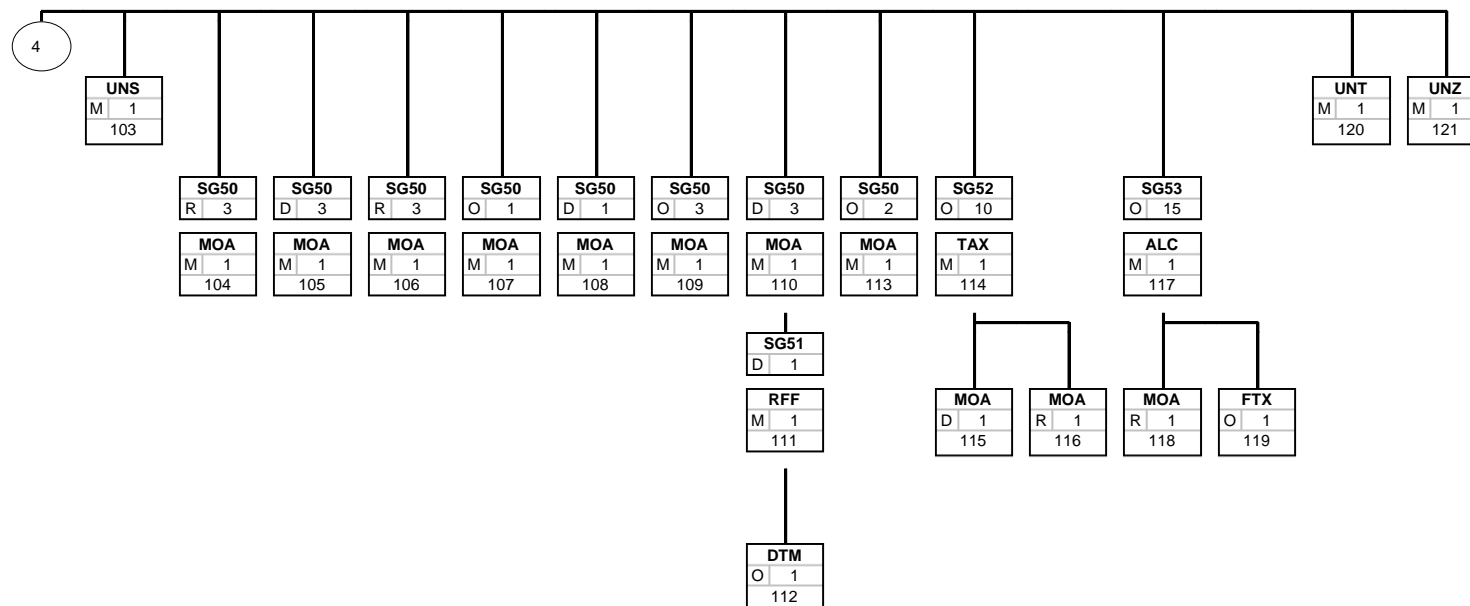 4
UNS UNT UNZ
M 1 M 1 M 1
103 120 121
SG50 SG50 SG50 SG50 SG50 SG50 SG50 SG50 SG52 SG53
R 3 D 3 R 3 O 1 D 1 O 3 D 3 O 2 O 10 O 15
MOA MOA MOA MOA MOA MOA MOA MOA TAX ALC
M 1 M 1 M 1 M 1 M 1 M 1 M 1 M 1 M 1 M 1
104 105 106 107 108 109 110 113 114 117
SG51
D 1
RFF MOA MOA MOA FTX
M 1 D 1 R 1 R 1 O 1
111 115 116 118 119
DTM
O 1
112